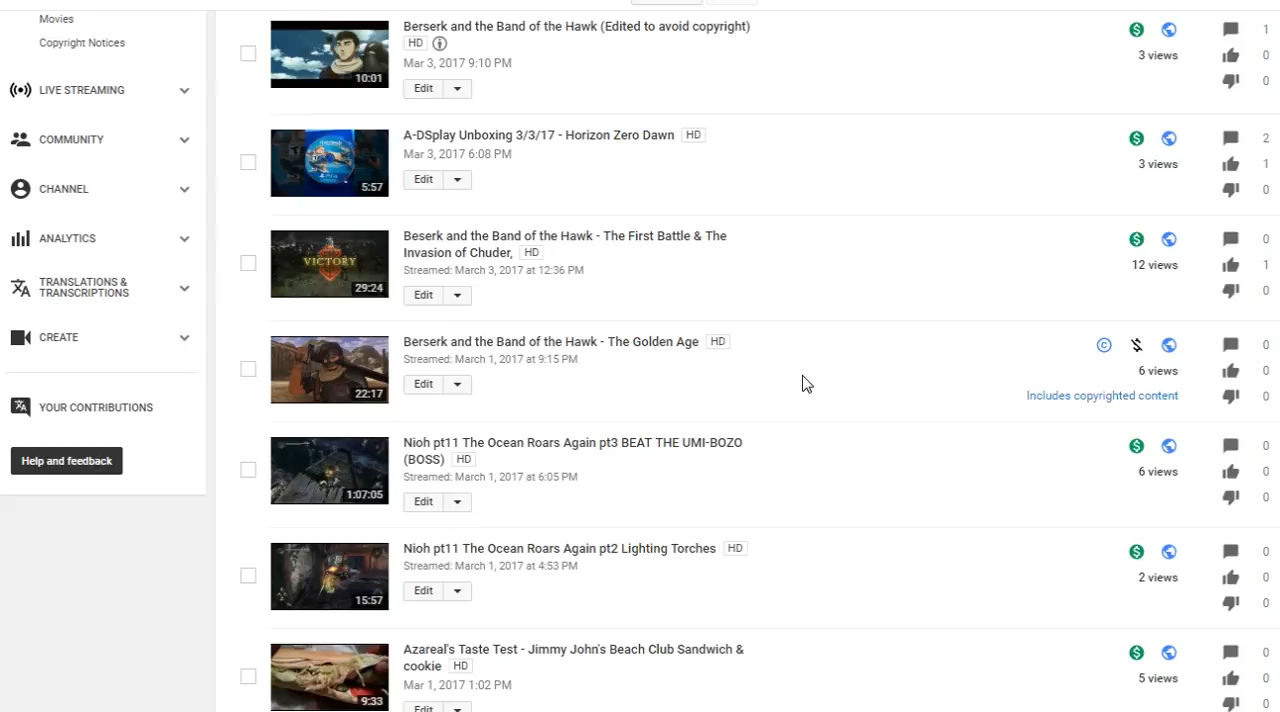 Movies
Copyright Notices
LIVE STREAMING
COMMUNITY
CHANNEL
ANALYTICS
TRANSLATIONS &
TRANSCRIPTIONS
CREATE
YOUR CONTRIBUTIONS
Help and feedback
Berserk and the Band of the Hawk (Edited to avoid copyright)
HD
Mar 3, 2017 9:10 PM
10:01
Edit
3 views
1
0
0
A-DSplay Unboxing 3/3/17 - Horizon Zero Dawn HD
Mar 3, 2017 6:08 PM
5:57
Edit
3 views
2
1
0
Beserk and the Band of the Hawk - The First Battle & The
Invasion of Chuder, HD
Streamed: March 3, 2017 at 12:36 PM
VICTORY
29:24
Edit
12 views
0
1
0
Berserk and the Band of the Hawk - The Golden Age HD
Streamed: March 1, 2017 at 9:15 PM
22:17
Edit
6 views
Includes copyrighted content
0
0
0
Nioh pt11 The Ocean Roars Again pt3 BEAT THE UMI-BOZO
(BOSS) HD
Streamed: March 1, 2017 at 6:05 PM
1:07:05
Edit
6 views
0
0
0
Nioh pt11 The Ocean Roars Again pt2 Lighting Torches HD
Streamed: March 1, 2017 at 4:53 PM
15:57
Edit
2 views
0
0
0
Azareal's Taste Test - Jimmy John's Beach Club Sandwich &
cookie HD
Mar 1, 2017 1:02 PM
9:33
Edit
5 views
0
0
0